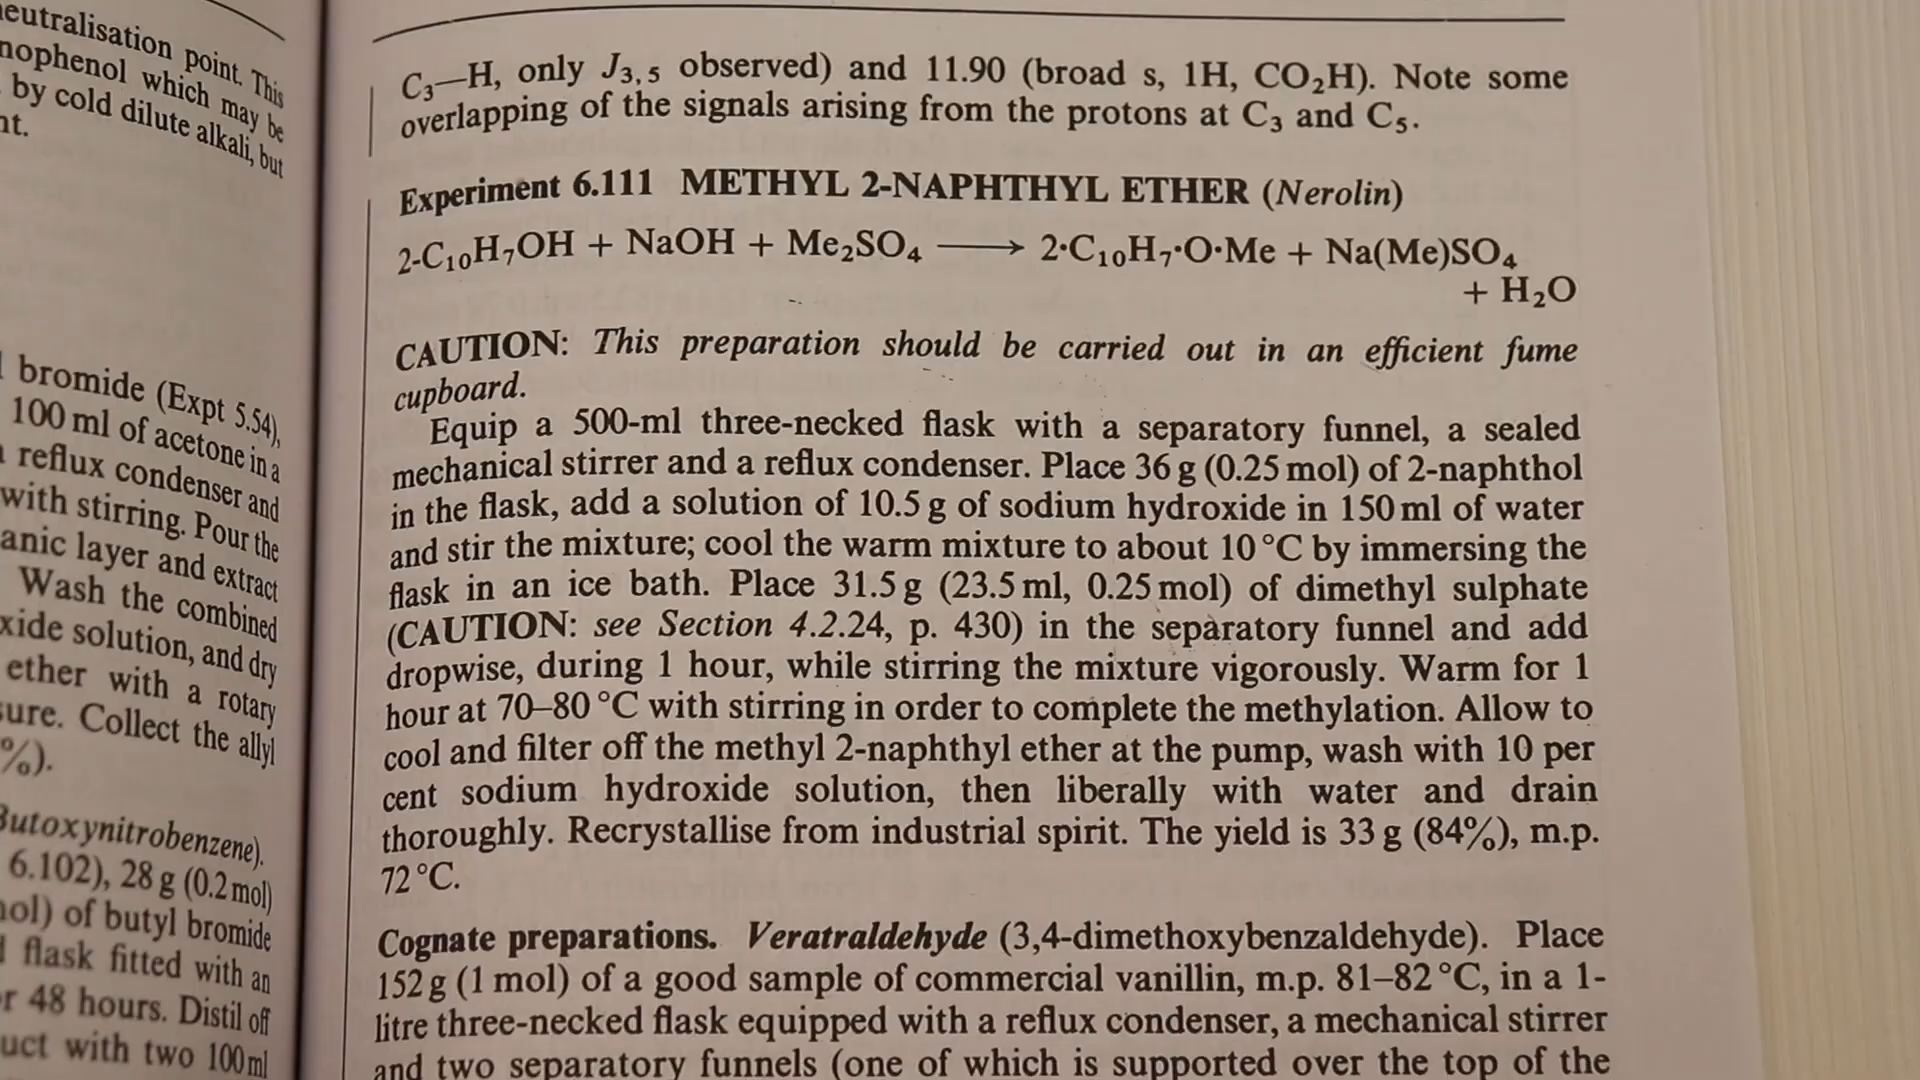 neutralisation point. This
nophenol which may be
by cold dilute alkali, but
nt.
bromide (Expt 5.54),
100 ml of acetone in a
reflux condenser and
with stirring. Pour the
anic layer and extract
Wash the combined
xide solution, and dry
ether with a rotary
sure. Collect the allyl
%).
Butoxynitrobenzene).
6.102), 28 g (0.2 mol)
nol) of butyl bromide
flask fitted with an
r 48 hours. Distil off
uct with two 100 ml
C₃—H, only J₃,₅ observed) and 11.90 (broad s, 1H, CO₂H). Note some
overlapping of the signals arising from the protons at C₃ and C₅.
Experiment 6.111 METHYL 2-NAPHTHYL ETHER (Nerolin)
2-C₁₀H₇OH + NaOH + Me₂SO₄ ⟶ 2·C₁₀H₇·O·Me + Na(Me)SO₄
+ H₂O
CAUTION: This preparation should be carried out in an efficient fume
cupboard.
Equip a 500-ml three-necked flask with a separatory funnel, a sealed
mechanical stirrer and a reflux condenser. Place 36 g (0.25 mol) of 2-naphthol
in the flask, add a solution of 10.5 g of sodium hydroxide in 150 ml of water
and stir the mixture; cool the warm mixture to about 10 °C by immersing the
flask in an ice bath. Place 31.5 g (23.5 ml, 0.25 mol) of dimethyl sulphate
(CAUTION: see Section 4.2.24, p. 430) in the separatory funnel and add
dropwise, during 1 hour, while stirring the mixture vigorously. Warm for 1
hour at 70–80 °C with stirring in order to complete the methylation. Allow to
cool and filter off the methyl 2-naphthyl ether at the pump, wash with 10 per
cent sodium hydroxide solution, then liberally with water and drain
thoroughly. Recrystallise from industrial spirit. The yield is 33 g (84%), m.p.
72 °C.
Cognate preparations. Veratraldehyde (3,4-dimethoxybenzaldehyde). Place
152 g (1 mol) of a good sample of commercial vanillin, m.p. 81–82 °C, in a 1-
litre three-necked flask equipped with a reflux condenser, a mechanical stirrer
and two separatory funnels (one of which is supported over the top of the